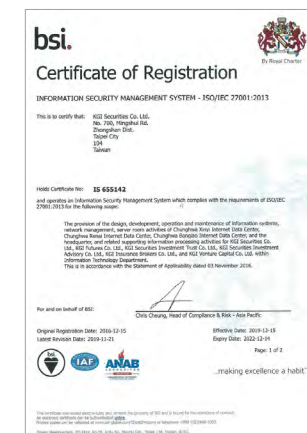 bsi.
By Royal Charter
Certificate of Registration
INFORMATION SECURITY MANAGEMENT SYSTEM - ISO/IEC 27001:2013
This is to certify that: KGI Securities Co. Ltd.
No. 700, Mingshui Rd.
Zhongshan Dist.
Taipei City
104
Taiwan
Holds Certificate No: IS 655142
and operates an Information Security Management System which complies with the requirements of ISO/IEC
27001:2013 for the following scope:
The provision of the design, development, operation and maintenance of information systems,
network management, server room activities of Chunghwa Xinyi Internet Data Center,
Chunghwa Renai Internet Data Center, Chunghwa Banqiao Internet Data Center, and the
headquarter, and related supporting information processing activities for KGI Securities Co.
Ltd., KGI Futures Co. Ltd., KGI Securities Investment Trust Co. Ltd., KGI Securities Investment
Advisory Co. Ltd., KGI Insurance Brokers Co. Ltd., and KGI Venture Capital Co. Ltd. within
Information Technology Department.
This is in accordance with the Statement of Applicability dated 03 November 2016.
For and on behalf of BSI:
Chris Cheung, Head of Compliance & Risk - Asia Pacific
Original Registration Date: 2016-12-15
Effective Date: 2019-12-15
Latest Revision Date: 2019-11-21
Expiry Date: 2022-12-14
Page: 1 of 2
bsi.
ANAB
...making excellence a habit.™